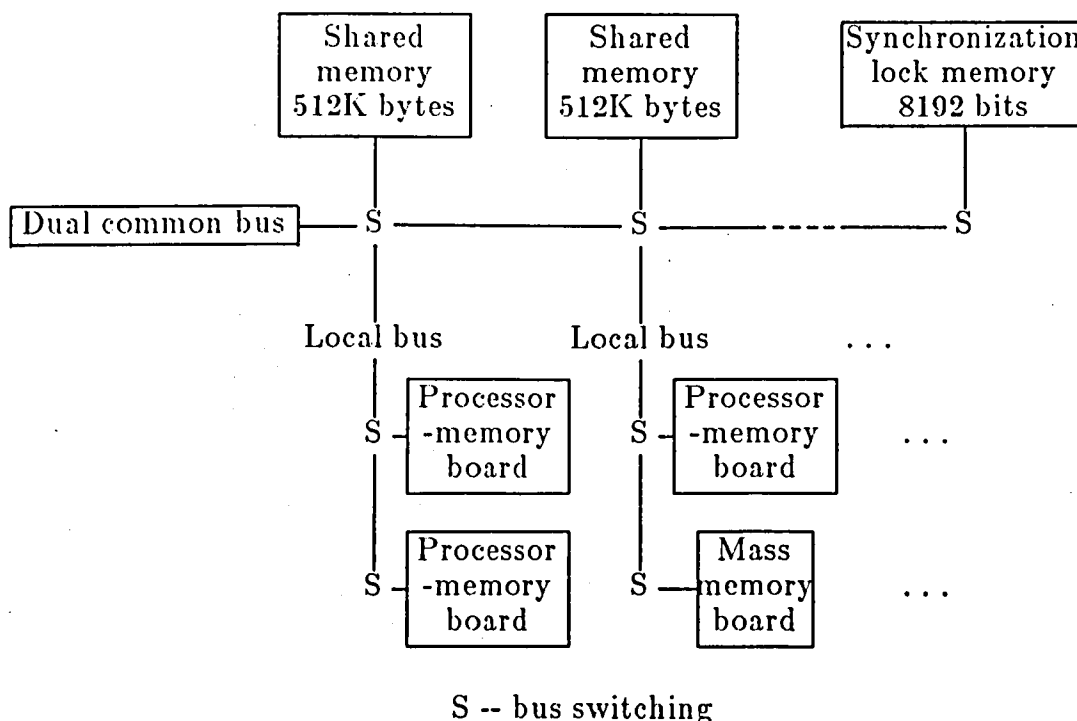 Shared
memory
512K bytes
Shared
memory
512K bytes
Synchronization
lock memory
8192 bits
Dual common bus
S
S
S
Local bus
Local bus
. . .
S
Processor
-memory
board
S
Processor
-memory
board
. . .
S
Processor
-memory
board
S
Mass
memory
board
. . .
S -- bus switching